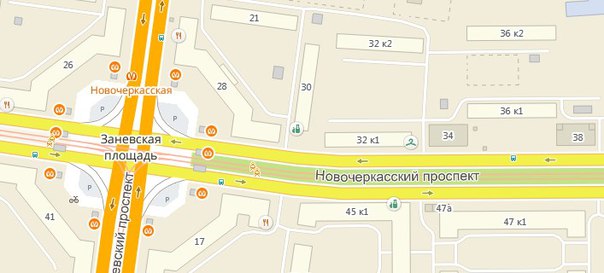 21
36 к2
32 к2
26
Новочеркасская
28
30
Р
Р
36 к1
32 к1
34
38
Заневская
площадь
Новочеркасский проспект
Р
Р
евский проспект
45 к1
47а
47 к1
41
17